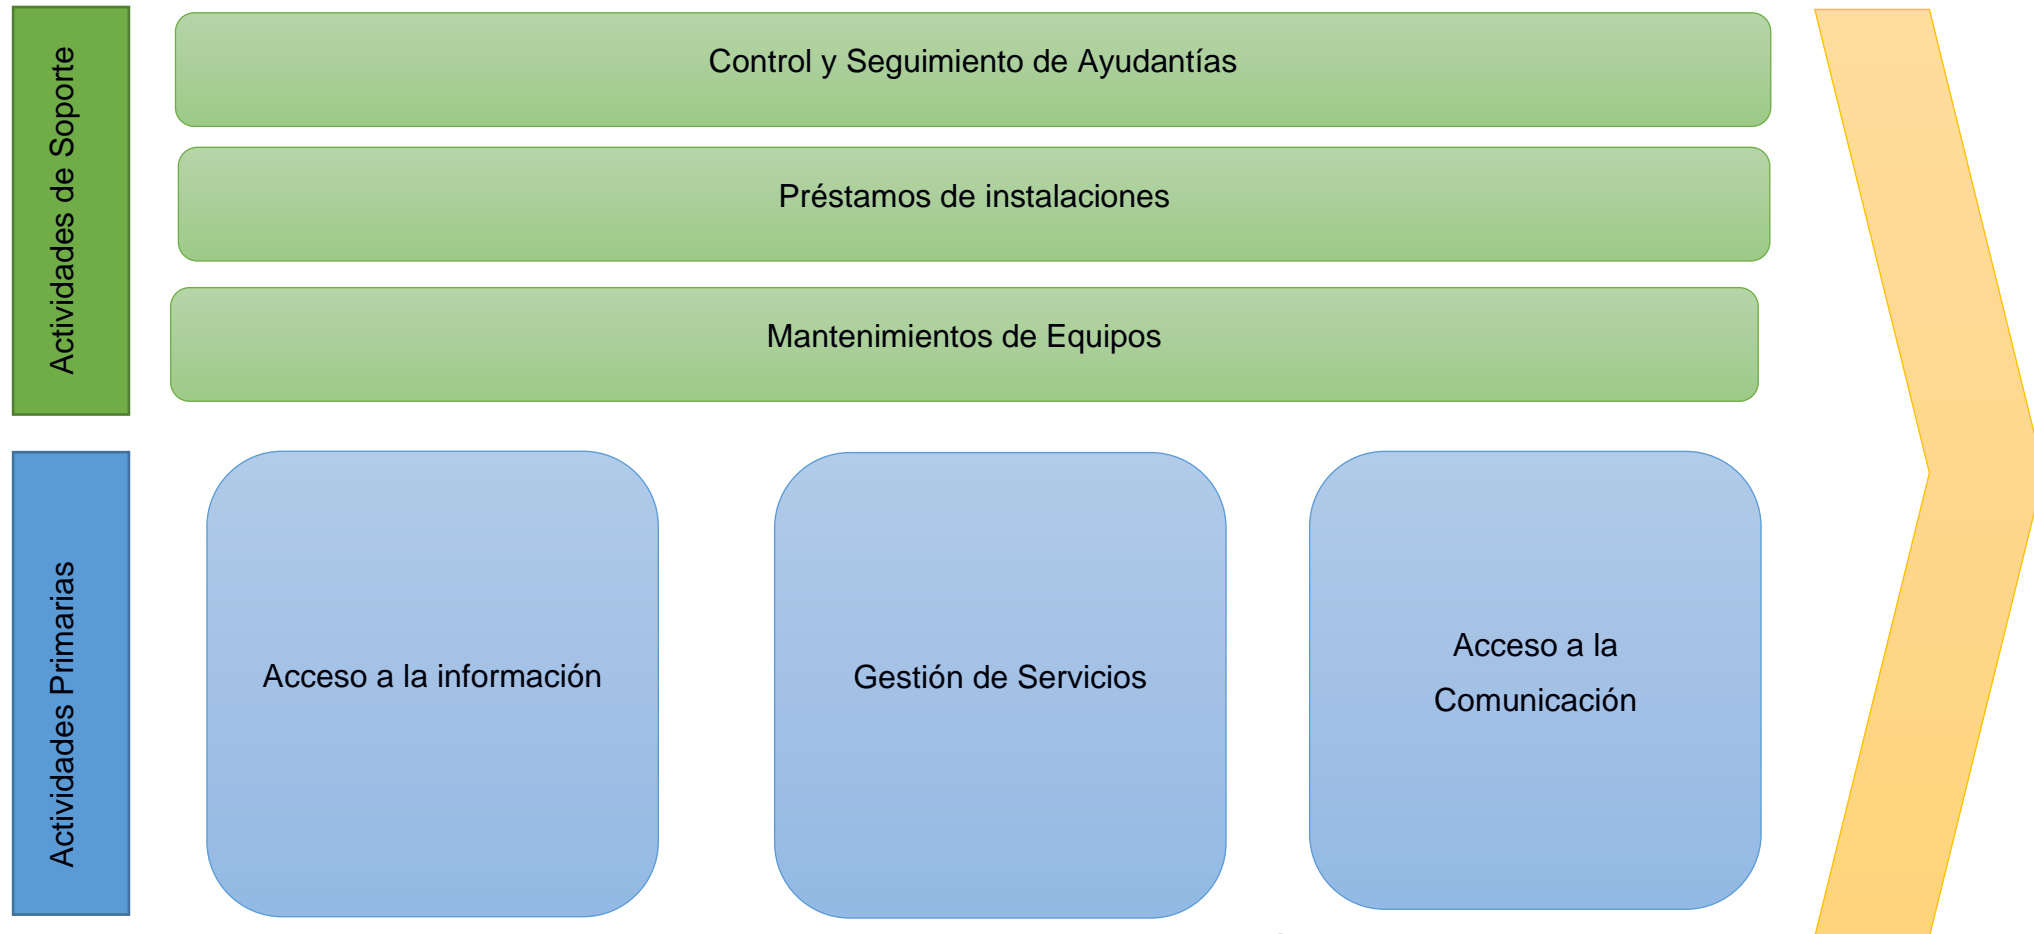 Actividades de Soporte
Control y Seguimiento de Ayudantías
Préstamos de instalaciones
Mantenimientos de Equipos
Actividades Primarias
Acceso a la información
Gestión de Servicios
Acceso a la
Comunicación